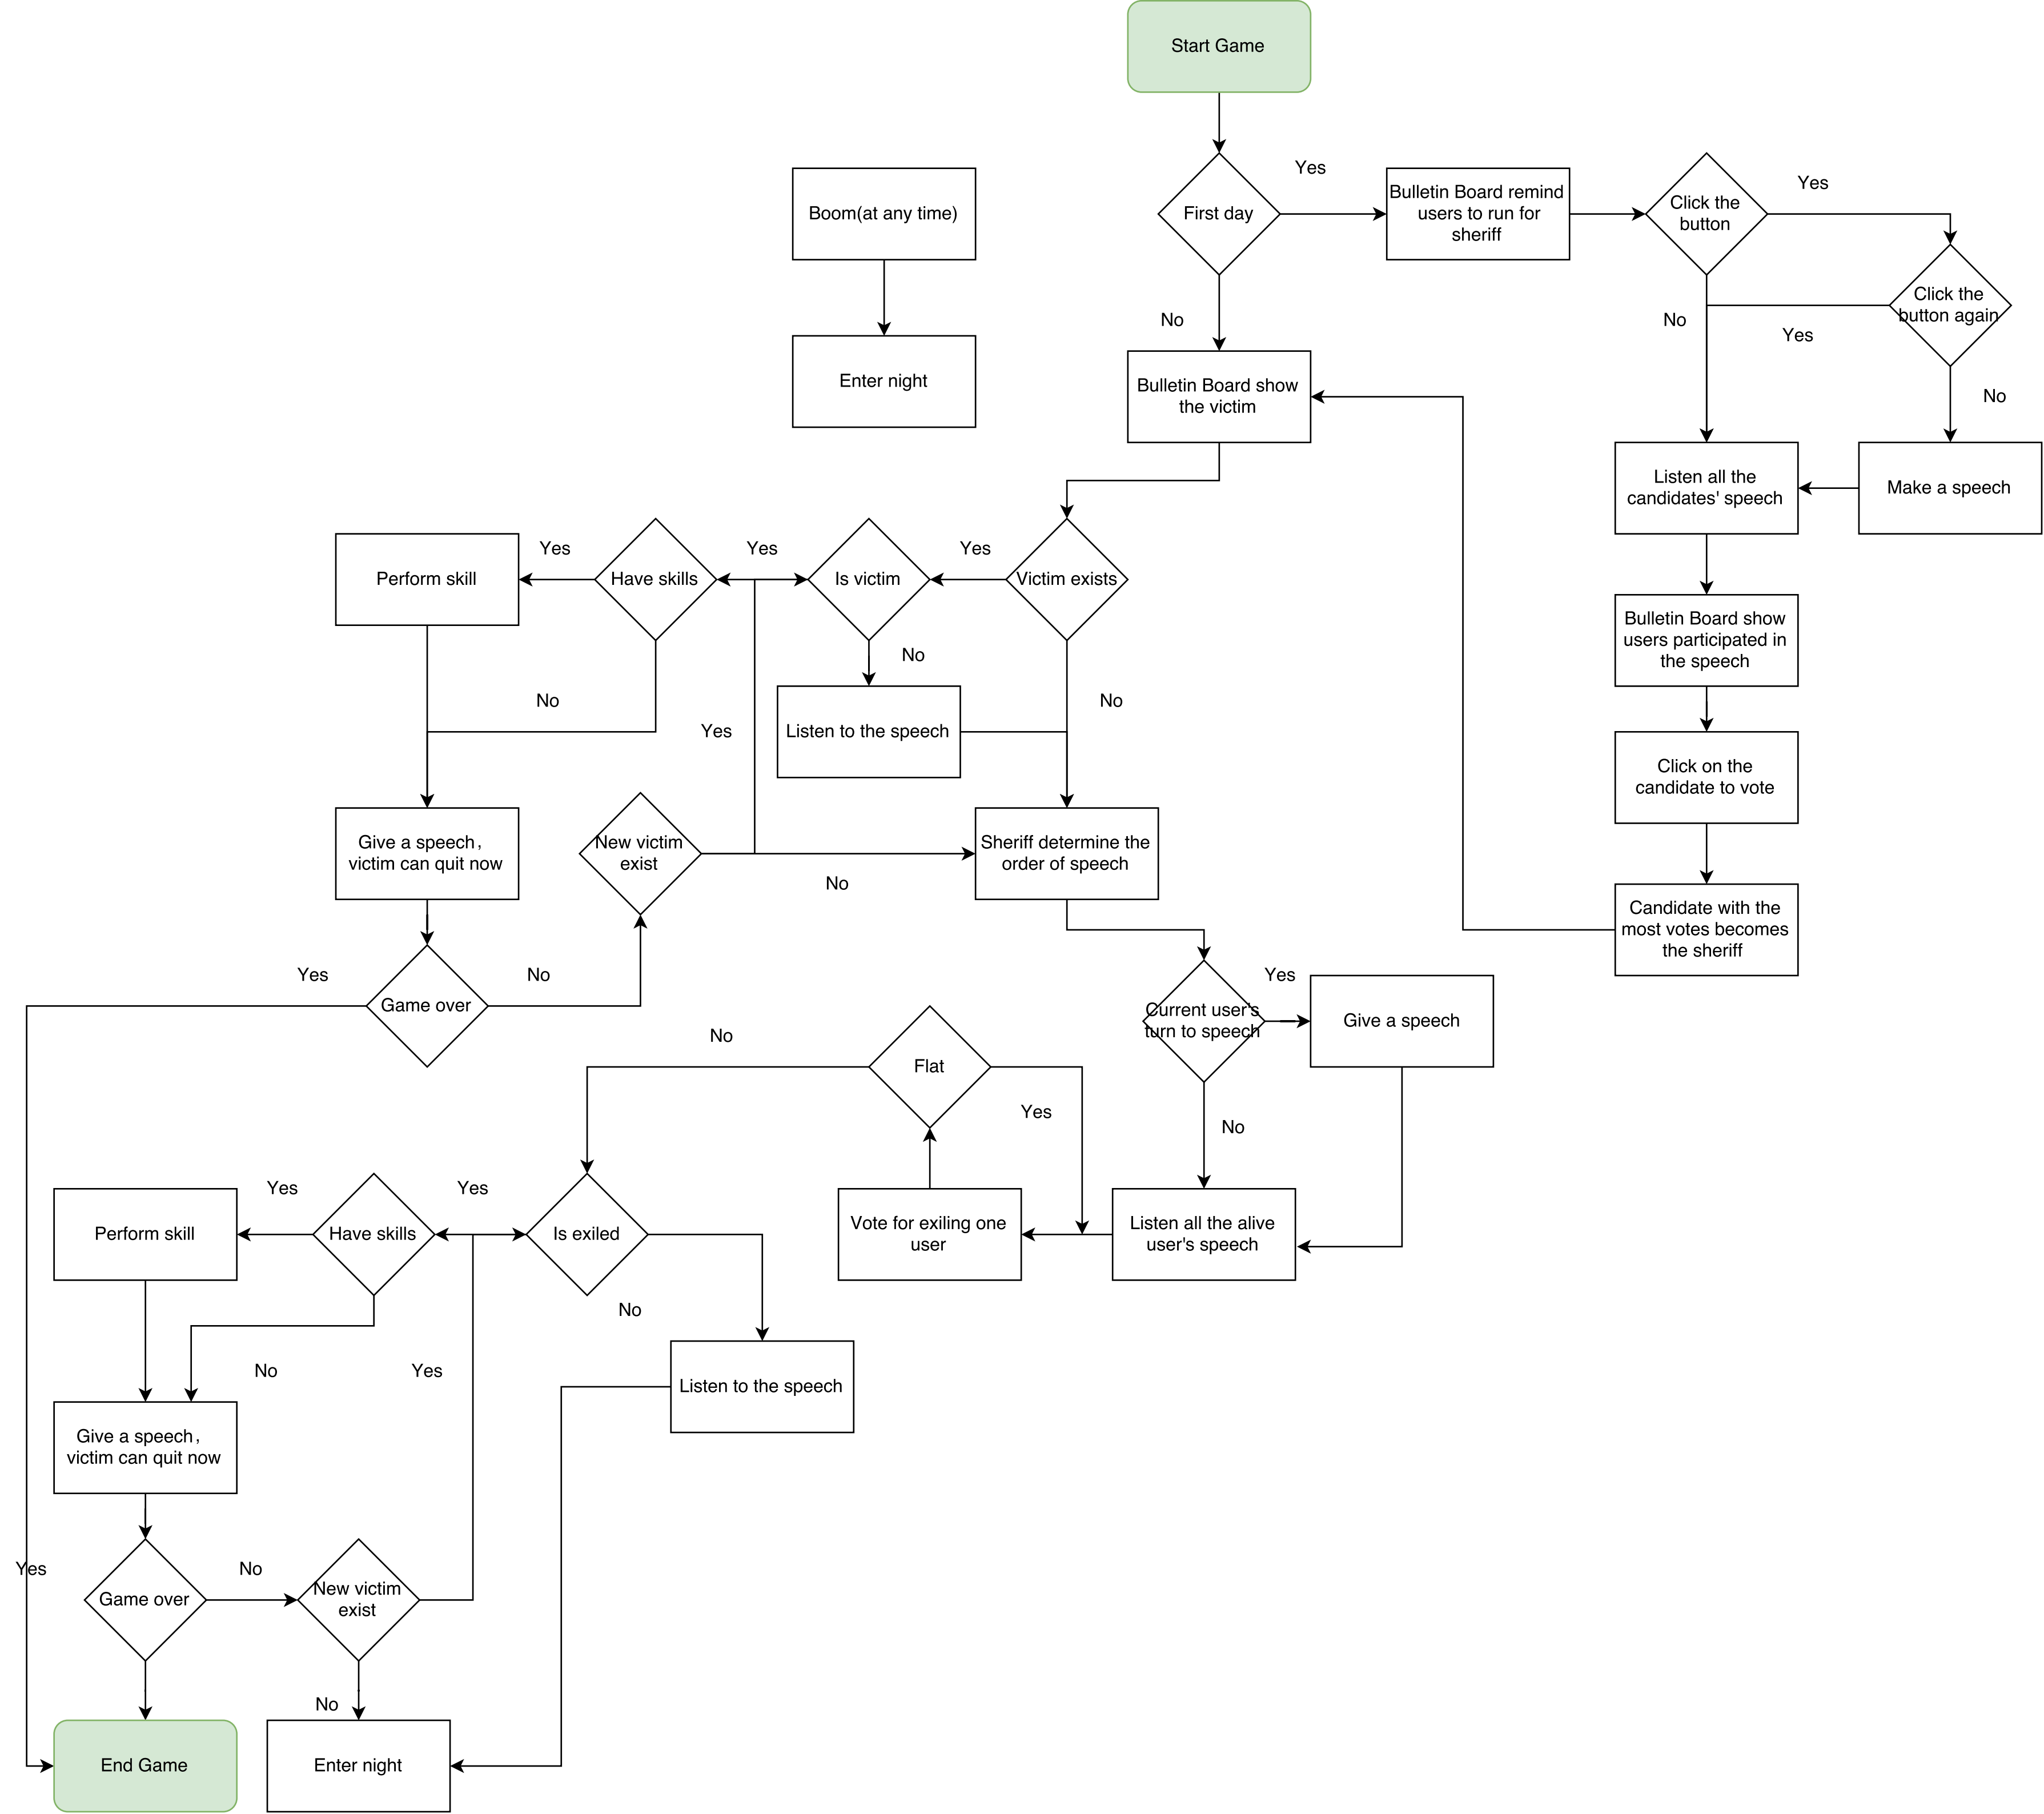 Start Game
Yes
Yes
First day
Bulletin Board remind
users to run for
sheriff
Click the
button
Boom(at any time)
Click the
button again
No
No
Yes
Enter night
Bulletin Board show
the victim
No
Listen all the
candidates' speech
Make a speech
Yes
Yes
Yes
Perform skill
Have skills
Is victim
Victim exists
No
Bulletin Board show
users participated in
the speech
No
No
Yes
Listen to the speech
Click on the
candidate to vote
Give a speech，
victim can quit now
New victim
exist
Sheriff determine the
order of speech
No
Candidate with the
most votes becomes
the sheriff
Yes
No
Yes
Game over
Current user's
turn to speech
Give a speech
No
Flat
Yes
No
Yes
Yes
Perform skill
Have skills
Is exiled
Vote for exiling one
user
Listen all the alive
user's speech
No
No
Yes
Listen to the speech
Give a speech，
victim can quit now
Yes
No
Game over
New victim
exist
No
End Game
Enter night